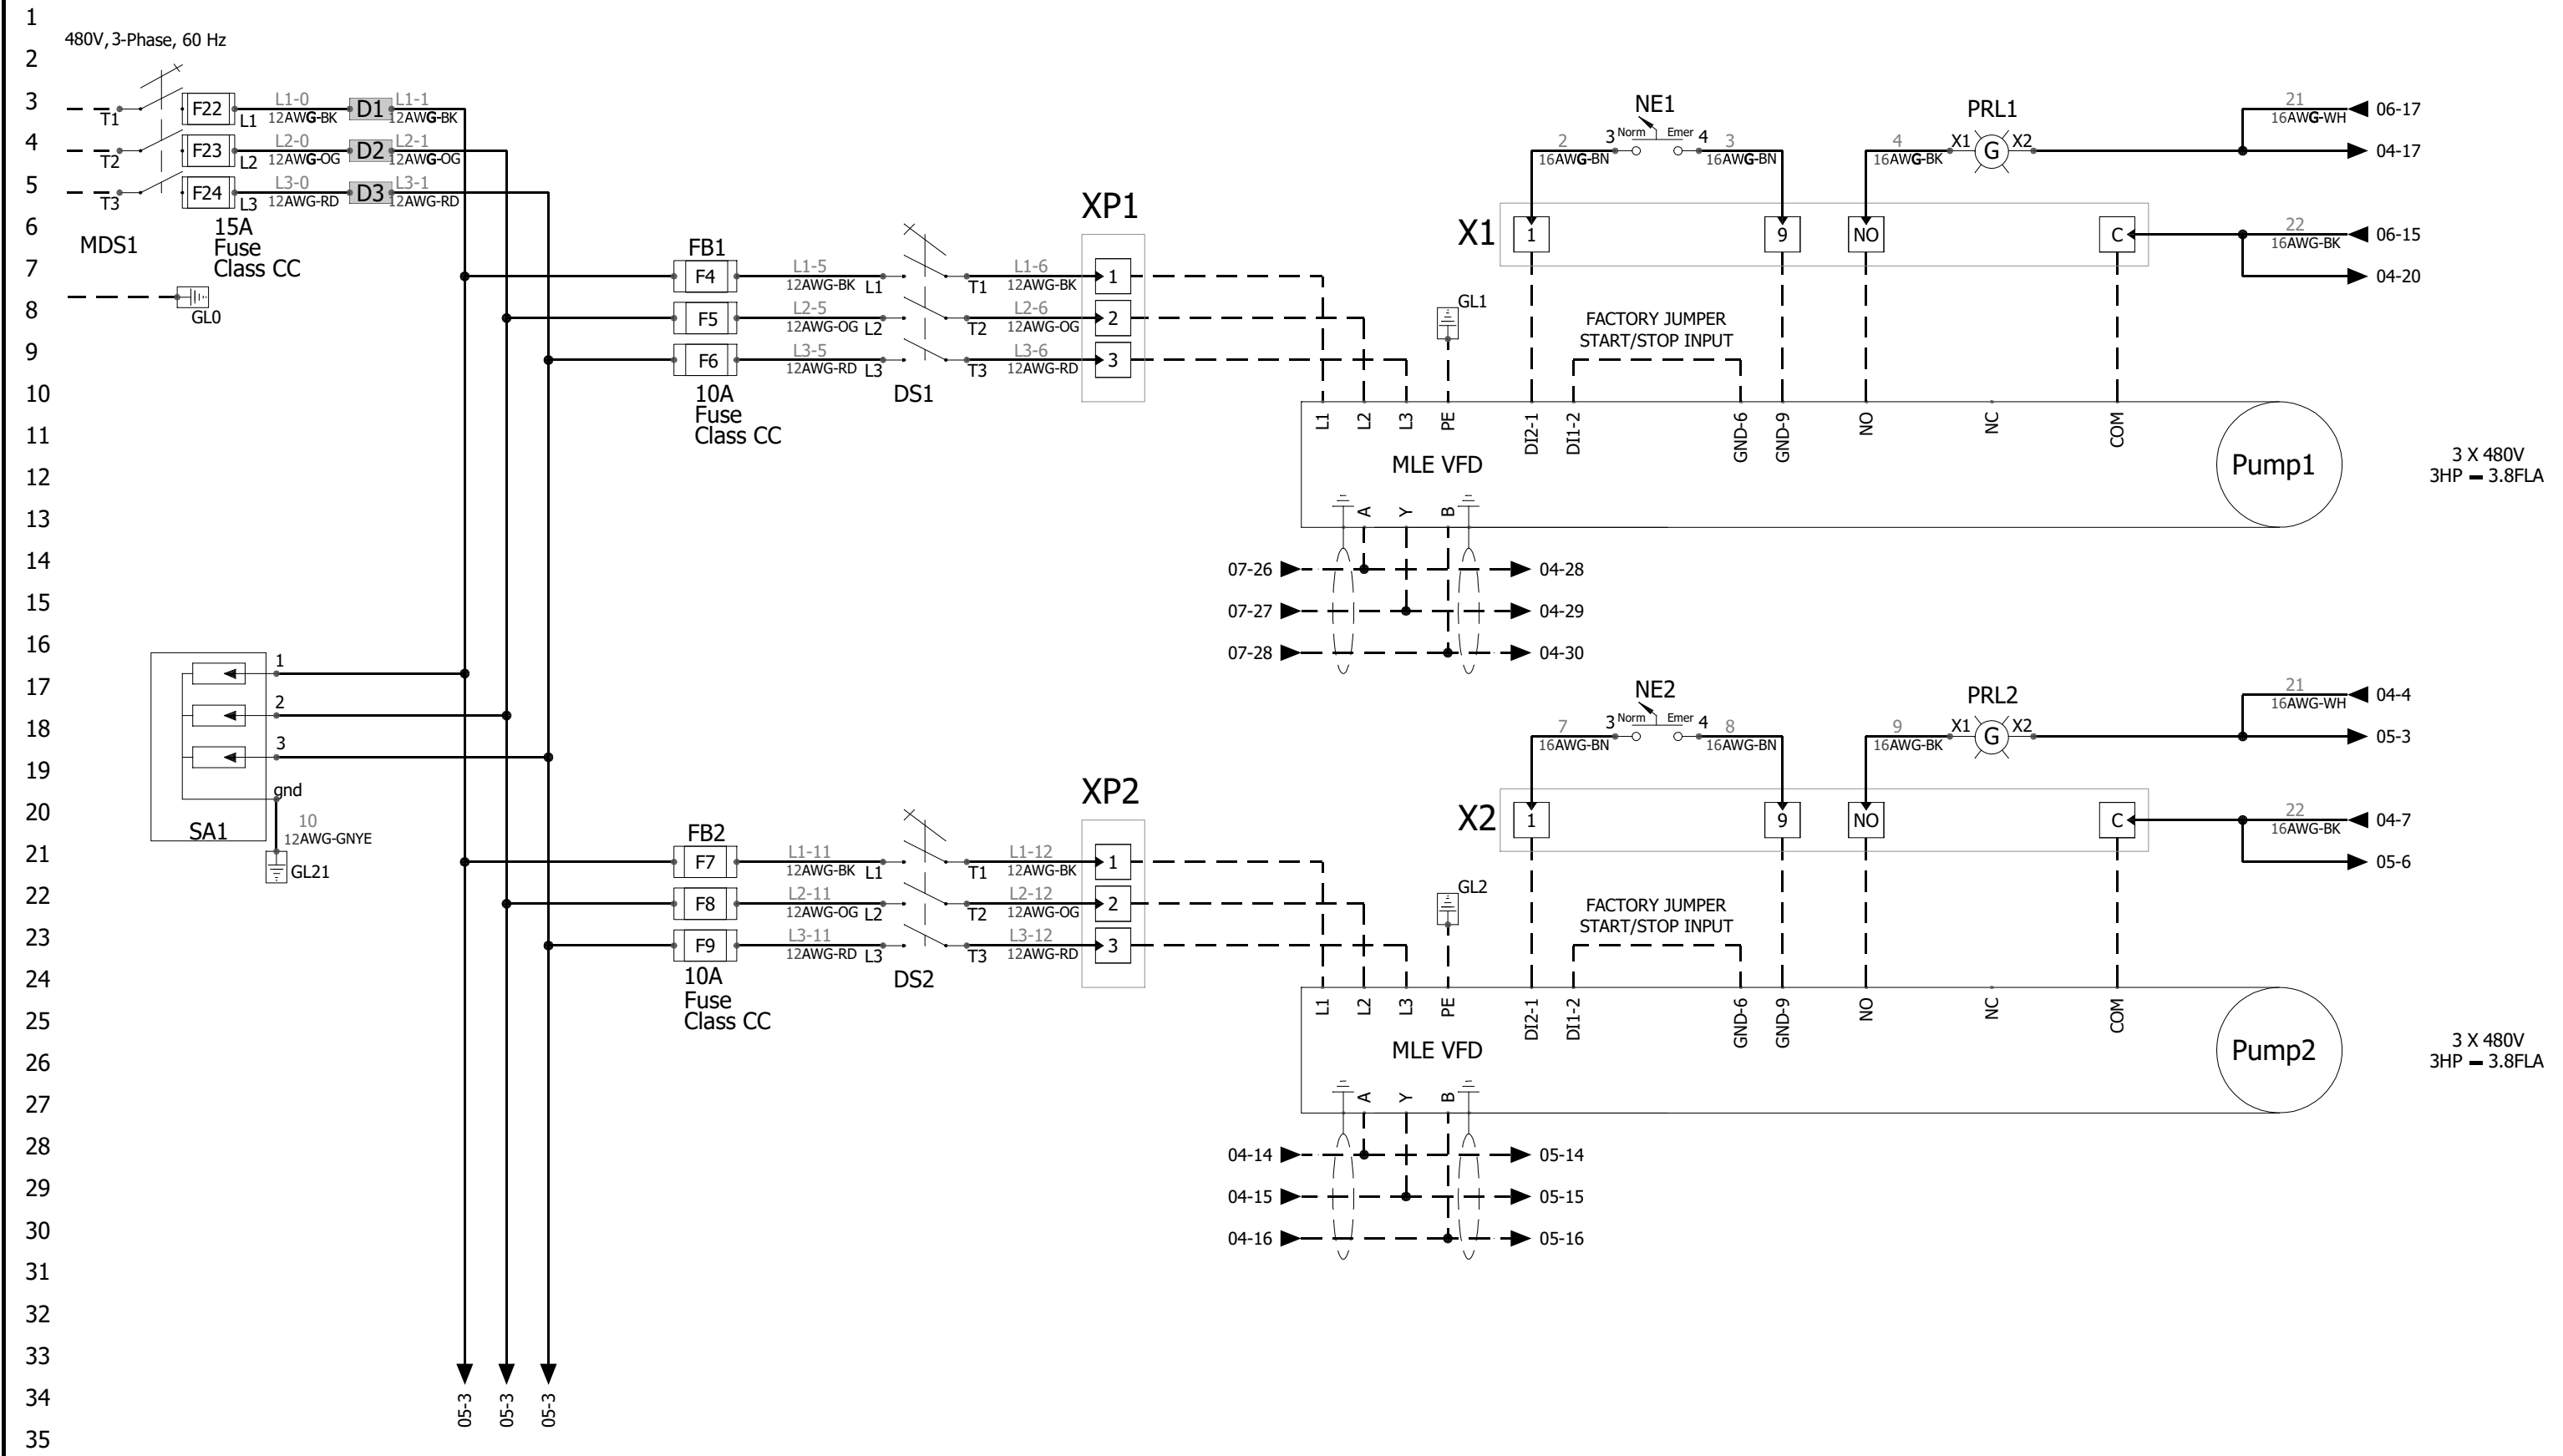 1
480V, 3-Phase, 60 Hz
2
3
T1
F22
L1
L1-0
12AWG-BK
D1
L1-1
12AWG-BK
4
T2
F23
L2
L2-0
12AWG-OG
D2
L2-1
12AWG-OG
5
T3
F24
L3
L3-0
12AWG-RD
D3
L3-1
12AWG-RD
6
MDS1
15A
Fuse
Class CC
7
8
GL0
9
10
11
12
13
14
15
16
17
18
19
20
21
22
23
24
25
26
27
28
29
30
31
32
33
34
35
FB1
F4
L1-5
12AWG-BK
L1
T1
L1-6
12AWG-BK
F5
L2-5
12AWG-OG
L2
T2
L2-6
12AWG-OG
F6
L3-5
12AWG-RD
L3
T3
L3-6
12AWG-RD
10A
Fuse
Class CC
DS1
XP1
1
2
3
NE1
2
16AWG-BN
3
Norm
Emer
4
3
16AWG-BN
PRL1
4
16AWG-BK
X1
G
X2
21
16AWG-WH
06-17
04-17
X1
1
9
NO
C
22
16AWG-BK
06-15
04-20
GL1
FACTORY JUMPER
START/STOP INPUT
L1
L2
L3
PE
DI2-1
DI1-2
GND-6
GND-9
NO
NC
COM
MLE VFD
Pump1
3 X 480V
3HP = 3.8FLA
A
Y
B
07-26
04-28
07-27
04-29
07-28
04-30
1
2
3
gnd
SA1
10
12AWG-GNYE
GL21
FB2
F7
L1-11
12AWG-BK
L1
T1
L1-12
12AWG-BK
F8
L2-11
12AWG-OG
L2
T2
L2-12
12AWG-OG
F9
L3-11
12AWG-RD
L3
T3
L3-12
12AWG-RD
10A
Fuse
Class CC
DS2
XP2
1
2
3
NE2
7
16AWG-BN
3
Norm
Emer
4
8
16AWG-BN
PRL2
9
16AWG-BK
X1
G
X2
21
16AWG-WH
04-4
05-3
X2
1
9
NO
C
22
16AWG-BK
04-7
05-6
GL2
FACTORY JUMPER
START/STOP INPUT
L1
L2
L3
PE
DI2-1
DI1-2
GND-6
GND-9
NO
NC
COM
MLE VFD
Pump2
3 X 480V
3HP = 3.8FLA
A
Y
B
04-14
05-14
04-15
05-15
04-16
05-16
05-3
05-3
05-3